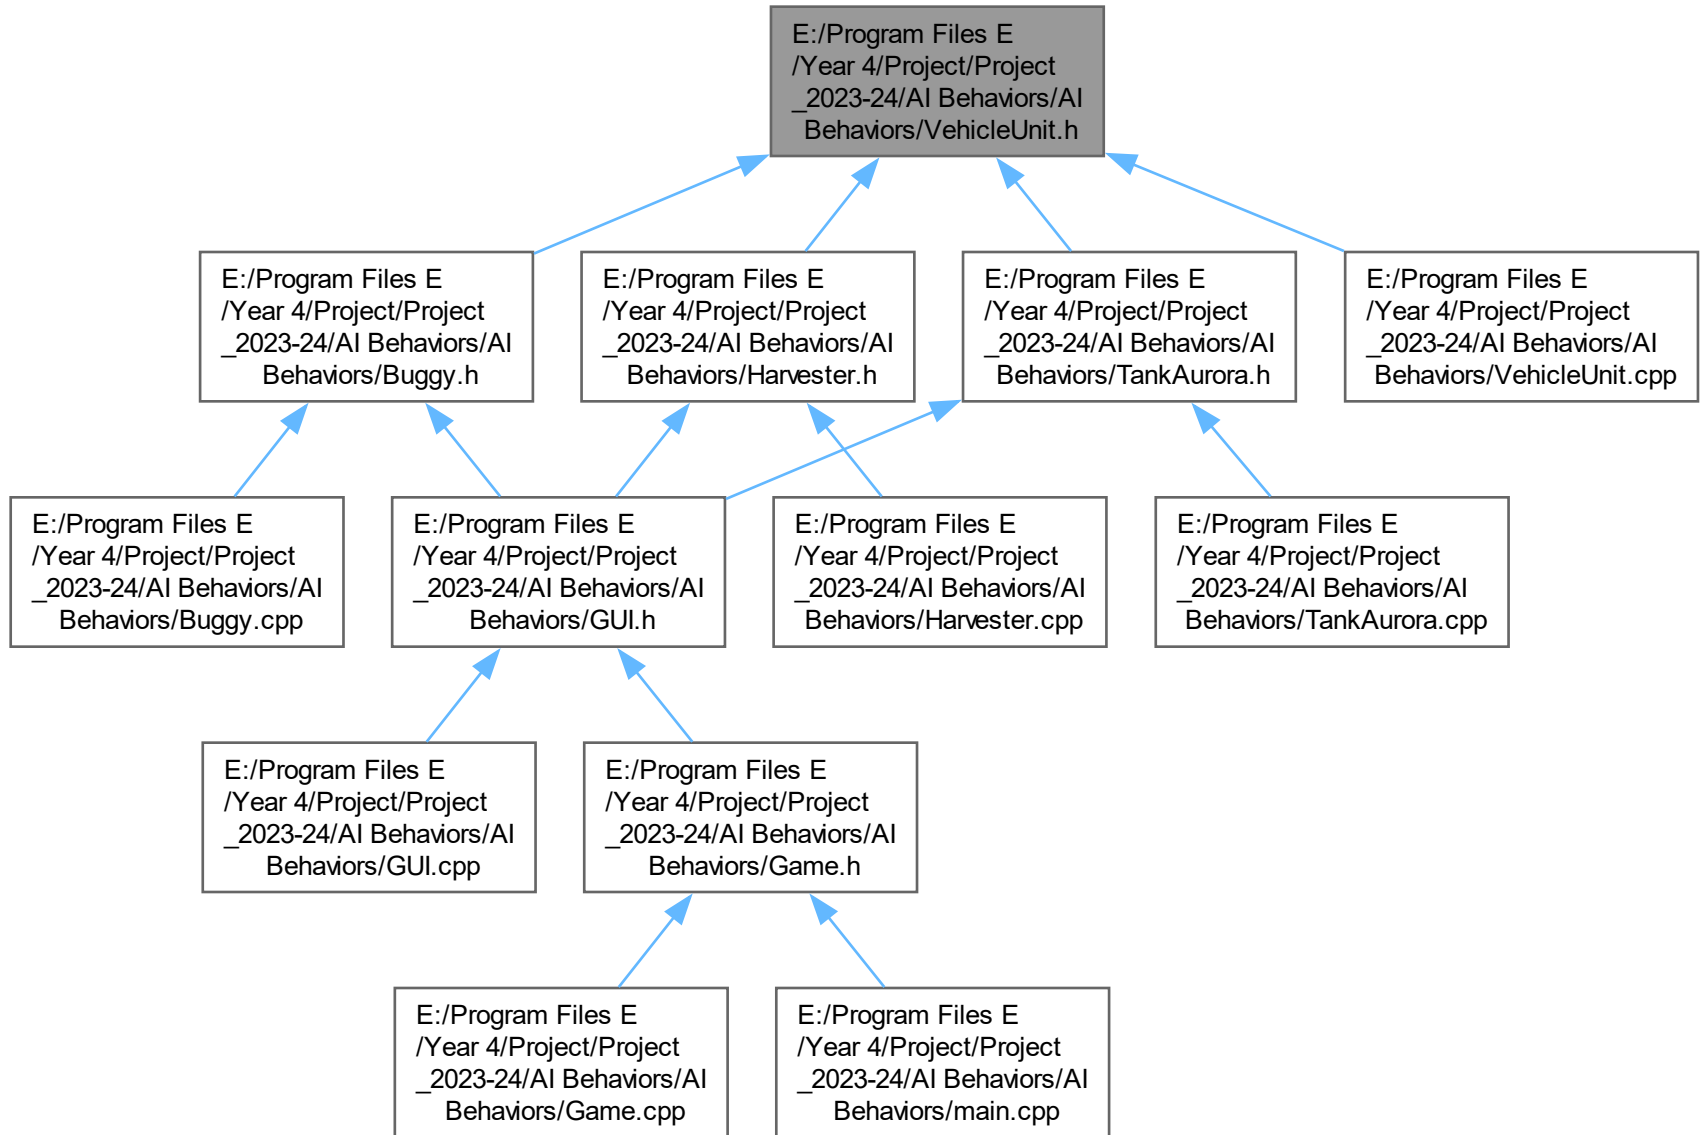 E:/Program Files E
/Year 4/Project/Project
_2023-24/AI Behaviors/AI
Behaviors/VehicleUnit.h
E:/Program Files E
/Year 4/Project/Project
_2023-24/AI Behaviors/AI
Behaviors/Buggy.h
E:/Program Files E
/Year 4/Project/Project
_2023-24/AI Behaviors/AI
Behaviors/Harvester.h
E:/Program Files E
/Year 4/Project/Project
_2023-24/AI Behaviors/AI
Behaviors/TankAurora.h
E:/Program Files E
/Year 4/Project/Project
_2023-24/AI Behaviors/AI
Behaviors/VehicleUnit.cpp
E:/Program Files E
/Year 4/Project/Project
_2023-24/AI Behaviors/AI
Behaviors/Buggy.cpp
E:/Program Files E
/Year 4/Project/Project
_2023-24/AI Behaviors/AI
Behaviors/GUI.h
E:/Program Files E
/Year 4/Project/Project
_2023-24/AI Behaviors/AI
Behaviors/Harvester.cpp
E:/Program Files E
/Year 4/Project/Project
_2023-24/AI Behaviors/AI
Behaviors/TankAurora.cpp
E:/Program Files E
/Year 4/Project/Project
_2023-24/AI Behaviors/AI
Behaviors/GUI.cpp
E:/Program Files E
/Year 4/Project/Project
_2023-24/AI Behaviors/AI
Behaviors/Game.h
E:/Program Files E
/Year 4/Project/Project
_2023-24/AI Behaviors/AI
Behaviors/Game.cpp
E:/Program Files E
/Year 4/Project/Project
_2023-24/AI Behaviors/AI
Behaviors/main.cpp